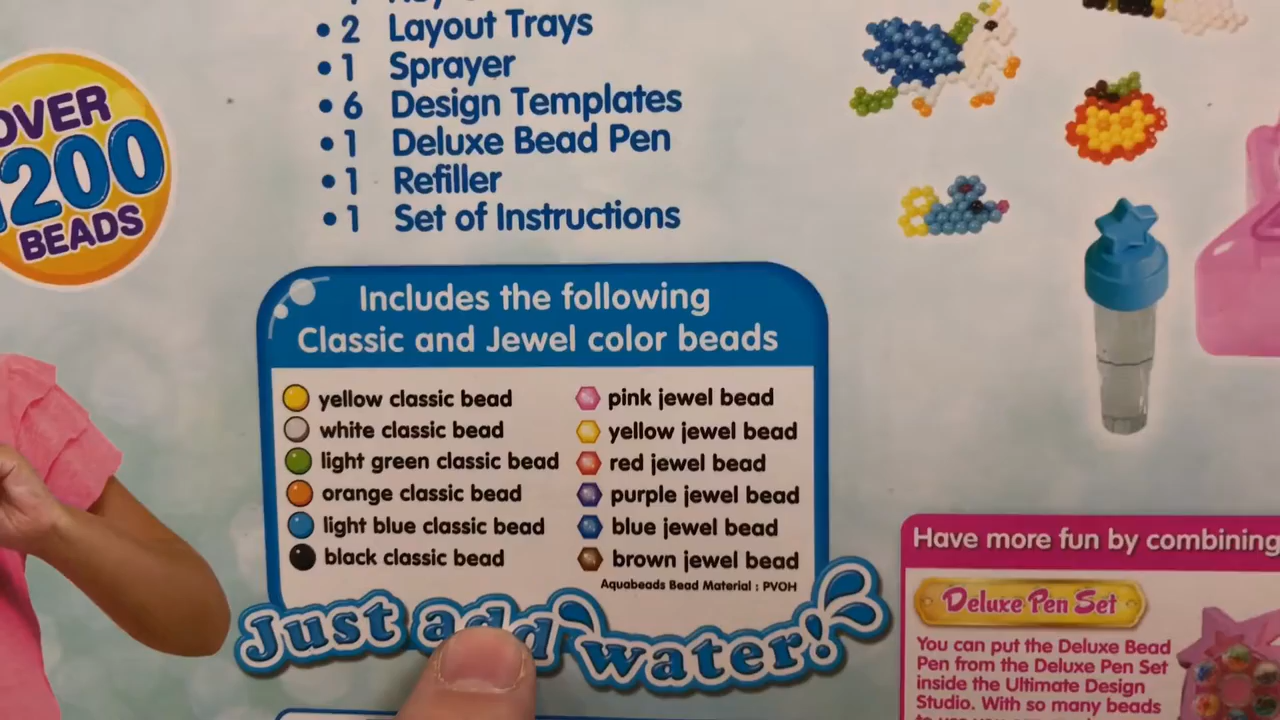 • 2 Layout Trays
• 1 Sprayer
• 6 Design Templates
• 1 Deluxe Bead Pen
• 1 Refiller
• 1 Set of Instructions
OVER
1200
BEADS
Includes the following
Classic and Jewel color beads
yellow classic bead
white classic bead
light green classic bead
orange classic bead
light blue classic bead
black classic bead
pink jewel bead
yellow jewel bead
red jewel bead
purple jewel bead
blue jewel bead
brown jewel bead
Aquabeads Bead Material : PVOH
Just add water!
Have more fun by combining
Deluxe Pen Set
You can put the Deluxe Bead
Pen from the Deluxe Pen Set
inside the Ultimate Design
Studio. With so many beads